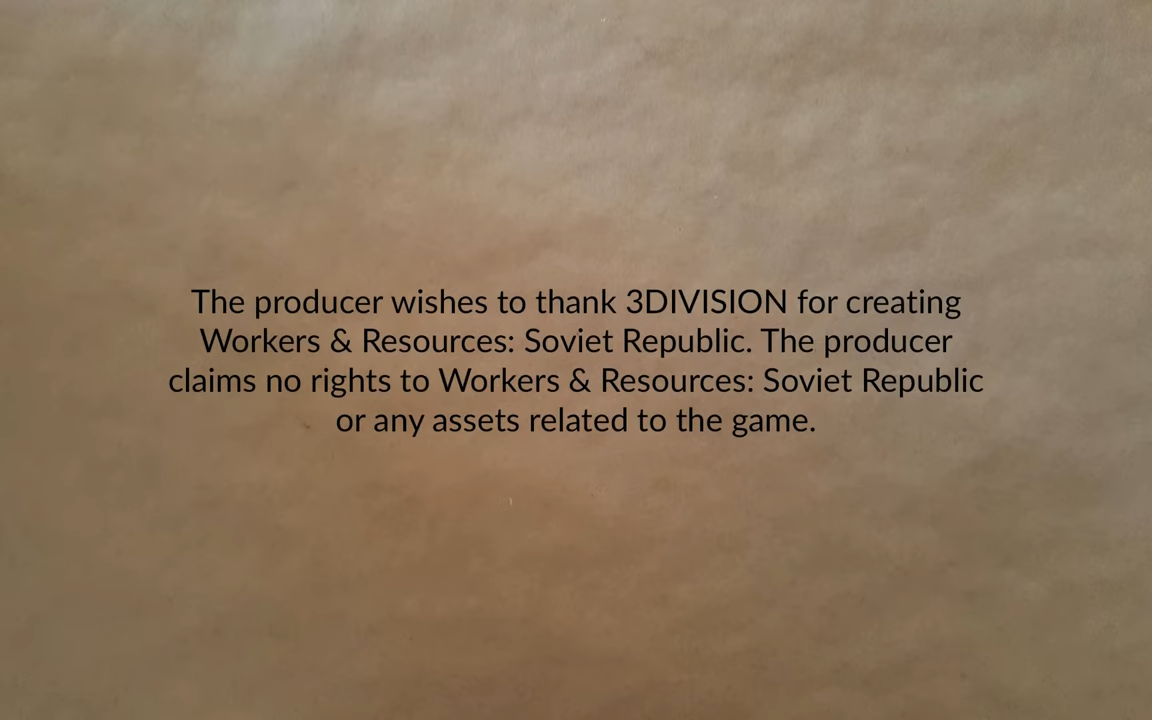 The producer wishes to thank 3DIVISION for creating
Workers & Resources: Soviet Republic. The producer
claims no rights to Workers & Resources: Soviet Republic
or any assets related to the game.